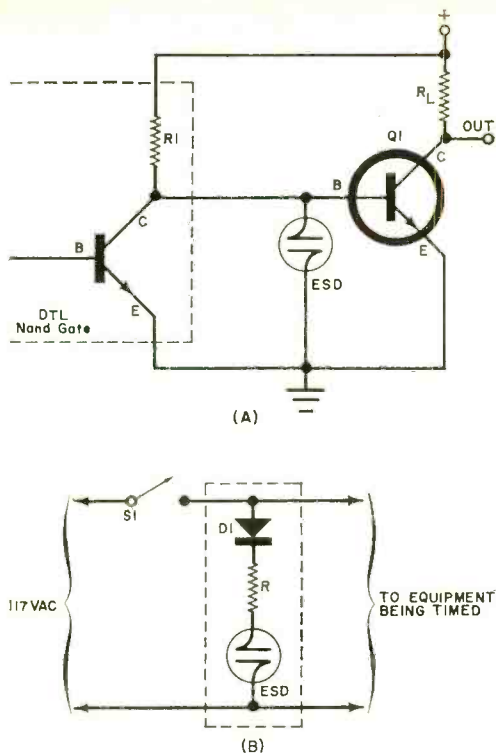 +
RL
R1
OUT
Q1
C
B
C
B
E
ESD
E
DTL
Nand Gate
(A)
S1
D1
R
117 VAC
TO EQUIPMENT
BEING TIMED
ESD
(B)